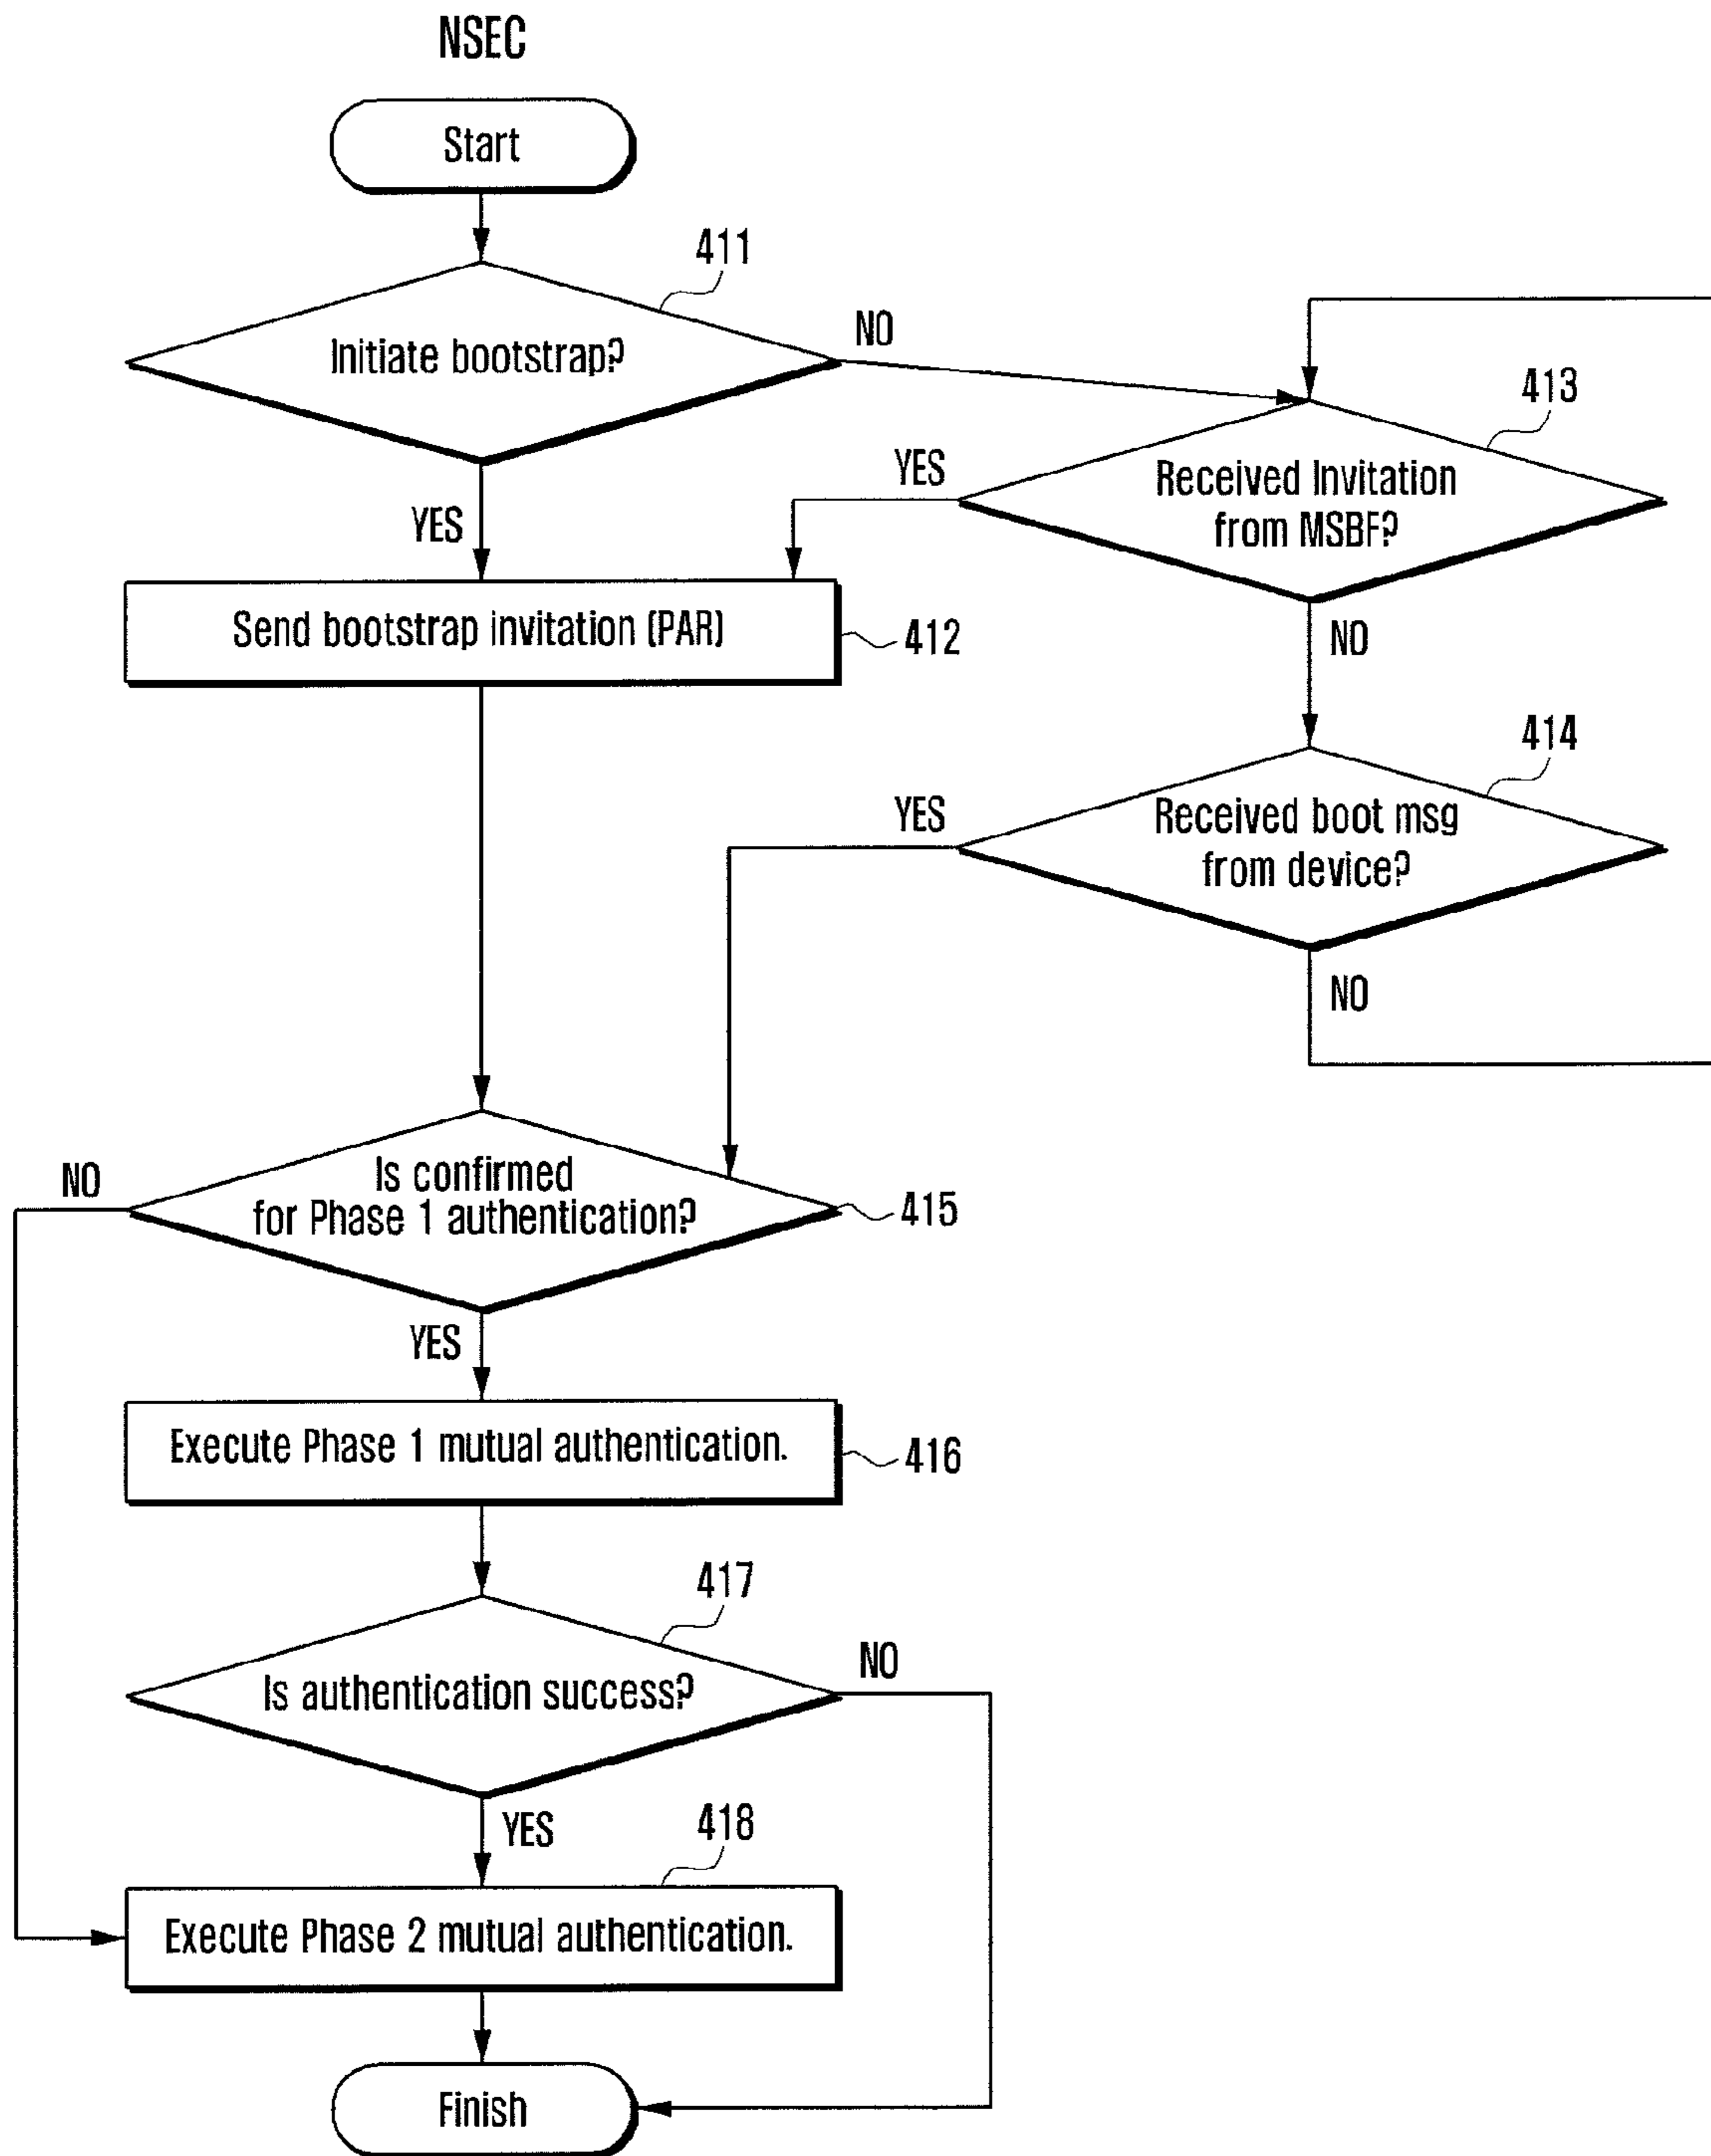 NSEC
Start
411
Initiate bootstrap?
NO
413
Received Invitation
from MSBF?
YES
YES
Send bootstrap invitation (PAR)
412
NO
414
Received boot msg
from device?
YES
NO
Is confirmed
for Phase 1 authentication?
NO
415
YES
Execute Phase 1 mutual authentication.
416
417
Is authentication success?
NO
YES
418
Execute Phase 2 mutual authentication.
Finish